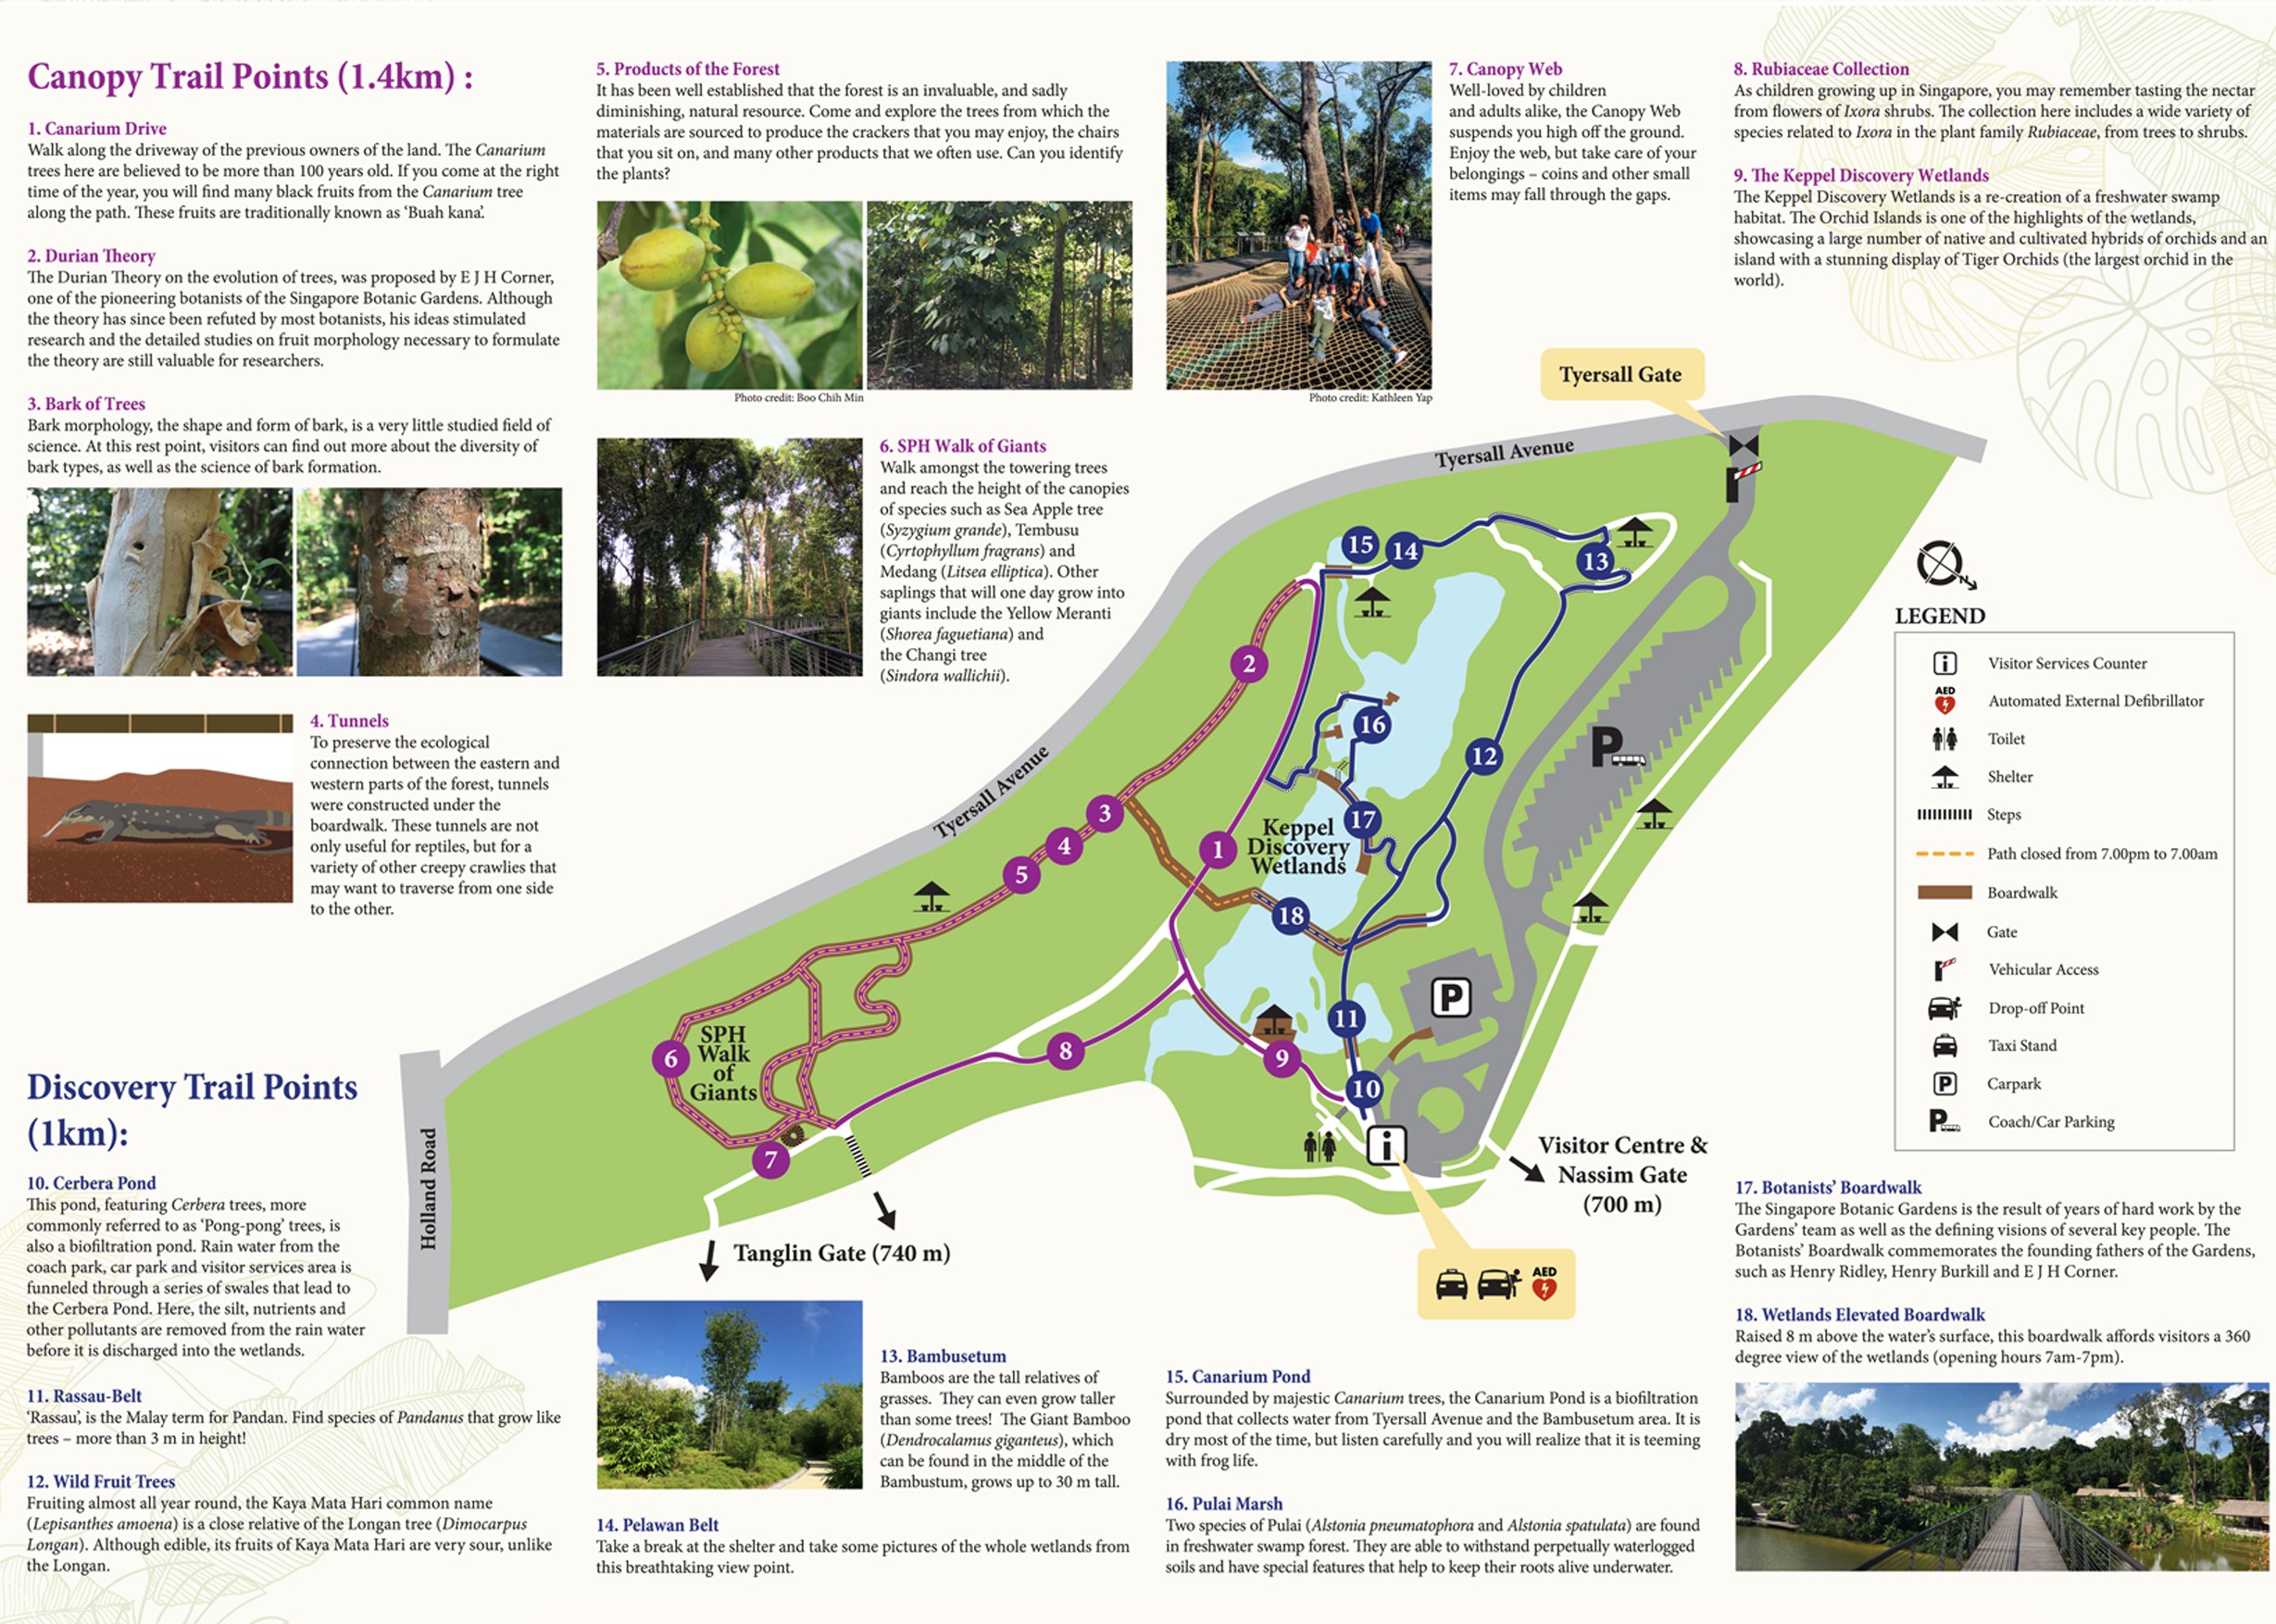 Canopy Trail Points (1.4km) :
1. Canarium Drive
Walk along the driveway of the previous owners of the land. The Canarium
trees here are believed to be more than 100 years old. If you come at the right
time of the year, you will find many black fruits from the Canarium tree
along the path. These fruits are traditionally known as ‘Buah kana’.
2. Durian Theory
The Durian Theory on the evolution of trees, was proposed by E J H Corner,
one of the pioneering botanists of the Singapore Botanic Gardens. Although
the theory has since been refuted by most botanists, his ideas stimulated
research and the detailed studies on fruit morphology necessary to formulate
the theory are still valuable for researchers.
3. Bark of Trees
Bark morphology, the shape and form of bark, is a very little studied field of
science. At this rest point, visitors can find out more about the diversity of
bark types, as well as the science of bark formation.
4. Tunnels
To preserve the ecological
connection between the eastern and
western parts of the forest, tunnels
were constructed under the
boardwalk. These tunnels are not
only useful for reptiles, but for a
variety of other creepy crawlies that
may want to traverse from one side
to the other.
5. Products of the Forest
It has been well established that the forest is an invaluable, and sadly
diminishing, natural resource. Come and explore the trees from which the
materials are sourced to produce the crackers that you may enjoy, the chairs
that you sit on, and many other products that we often use. Can you identify
the plants?
Photo credit: Boo Chih Min
6. SPH Walk of Giants
Walk amongst the towering trees
and reach the height of the canopies
of species such as Sea Apple tree
(Syzygium grande), Tembusu
(Cyrtophyllum fragrans) and
Medang (Litsea elliptica). Other
saplings that will one day grow into
giants include the Yellow Meranti
(Shorea faguetiana) and
the Changi tree
(Sindora wallichii).
7. Canopy Web
Well-loved by children
and adults alike, the Canopy Web
suspends you high off the ground.
Enjoy the web, but take care of your
belongings – coins and other small
items may fall through the gaps.
Photo credit: Kathleen Yap
8. Rubiaceae Collection
As children growing up in Singapore, you may remember tasting the nectar
from flowers of Ixora shrubs. The collection here includes a wide variety of
species related to Ixora in the plant family Rubiaceae, from trees to shrubs.
9. The Keppel Discovery Wetlands
The Keppel Discovery Wetlands is a re-creation of a freshwater swamp
habitat. The Orchid Islands is one of the highlights of the wetlands,
showcasing a large number of native and cultivated hybrids of orchids and an
island with a stunning display of Tiger Orchids (the largest orchid in the
world).
Tyersall Gate
Tyersall Avenue
15
14
13
2
16
12
P
Tyersall Avenue
3
4
5
1
17
Keppel
Discovery
Wetlands
18
P
11
6
SPH
Walk
of
Giants
8
9
10
7
i
Holland Road
Tanglin Gate (740 m)
Visitor Centre &
Nassim Gate
(700 m)
AED
N
LEGEND
i Visitor Services Counter
AED Automated External Defibrillator
Toilet
Shelter
Steps
Path closed from 7.00pm to 7.00am
Boardwalk
Gate
Vehicular Access
Drop-off Point
Taxi Stand
P Carpark
P Coach/Car Parking
Discovery Trail Points
(1km):
10. Cerbera Pond
This pond, featuring Cerbera trees, more
commonly referred to as ‘Pong-pong’ trees, is
also a biofiltration pond. Rain water from the
coach park, car park and visitor services area is
funneled through a series of swales that lead to
the Cerbera Pond. Here, the silt, nutrients and
other pollutants are removed from the rain water
before it is discharged into the wetlands.
11. Rassau-Belt
‘Rassau’, is the Malay term for Pandan. Find species of Pandanus that grow like
trees – more than 3 m in height!
12. Wild Fruit Trees
Fruiting almost all year round, the Kaya Mata Hari common name
(Lepisanthes amoena) is a close relative of the Longan tree (Dimocarpus
Longan). Although edible, its fruits of Kaya Mata Hari are very sour, unlike
the Longan.
13. Bambusetum
Bamboos are the tall relatives of
grasses. They can even grow taller
than some trees! The Giant Bamboo
(Dendrocalamus giganteus), which
can be found in the middle of the
Bambustum, grows up to 30 m tall.
14. Pelawan Belt
Take a break at the shelter and take some pictures of the whole wetlands from
this breathtaking view point.
15. Canarium Pond
Surrounded by majestic Canarium trees, the Canarium Pond is a biofiltration
pond that collects water from Tyersall Avenue and the Bambusetum area. It is
dry most of the time, but listen carefully and you will realize that it is teeming
with frog life.
16. Pulai Marsh
Two species of Pulai (Alstonia pneumatophora and Alstonia spatulata) are found
in freshwater swamp forest. They are able to withstand perpetually waterlogged
soils and have special features that help to keep their roots alive underwater.
17. Botanists’ Boardwalk
The Singapore Botanic Gardens is the result of years of hard work by the
Gardens’ team as well as the defining visions of several key people. The
Botanists’ Boardwalk commemorates the founding fathers of the Gardens,
such as Henry Ridley, Henry Burkill and E J H Corner.
18. Wetlands Elevated Boardwalk
Raised 8 m above the water’s surface, this boardwalk affords visitors a 360
degree view of the wetlands (opening hours 7am-7pm).